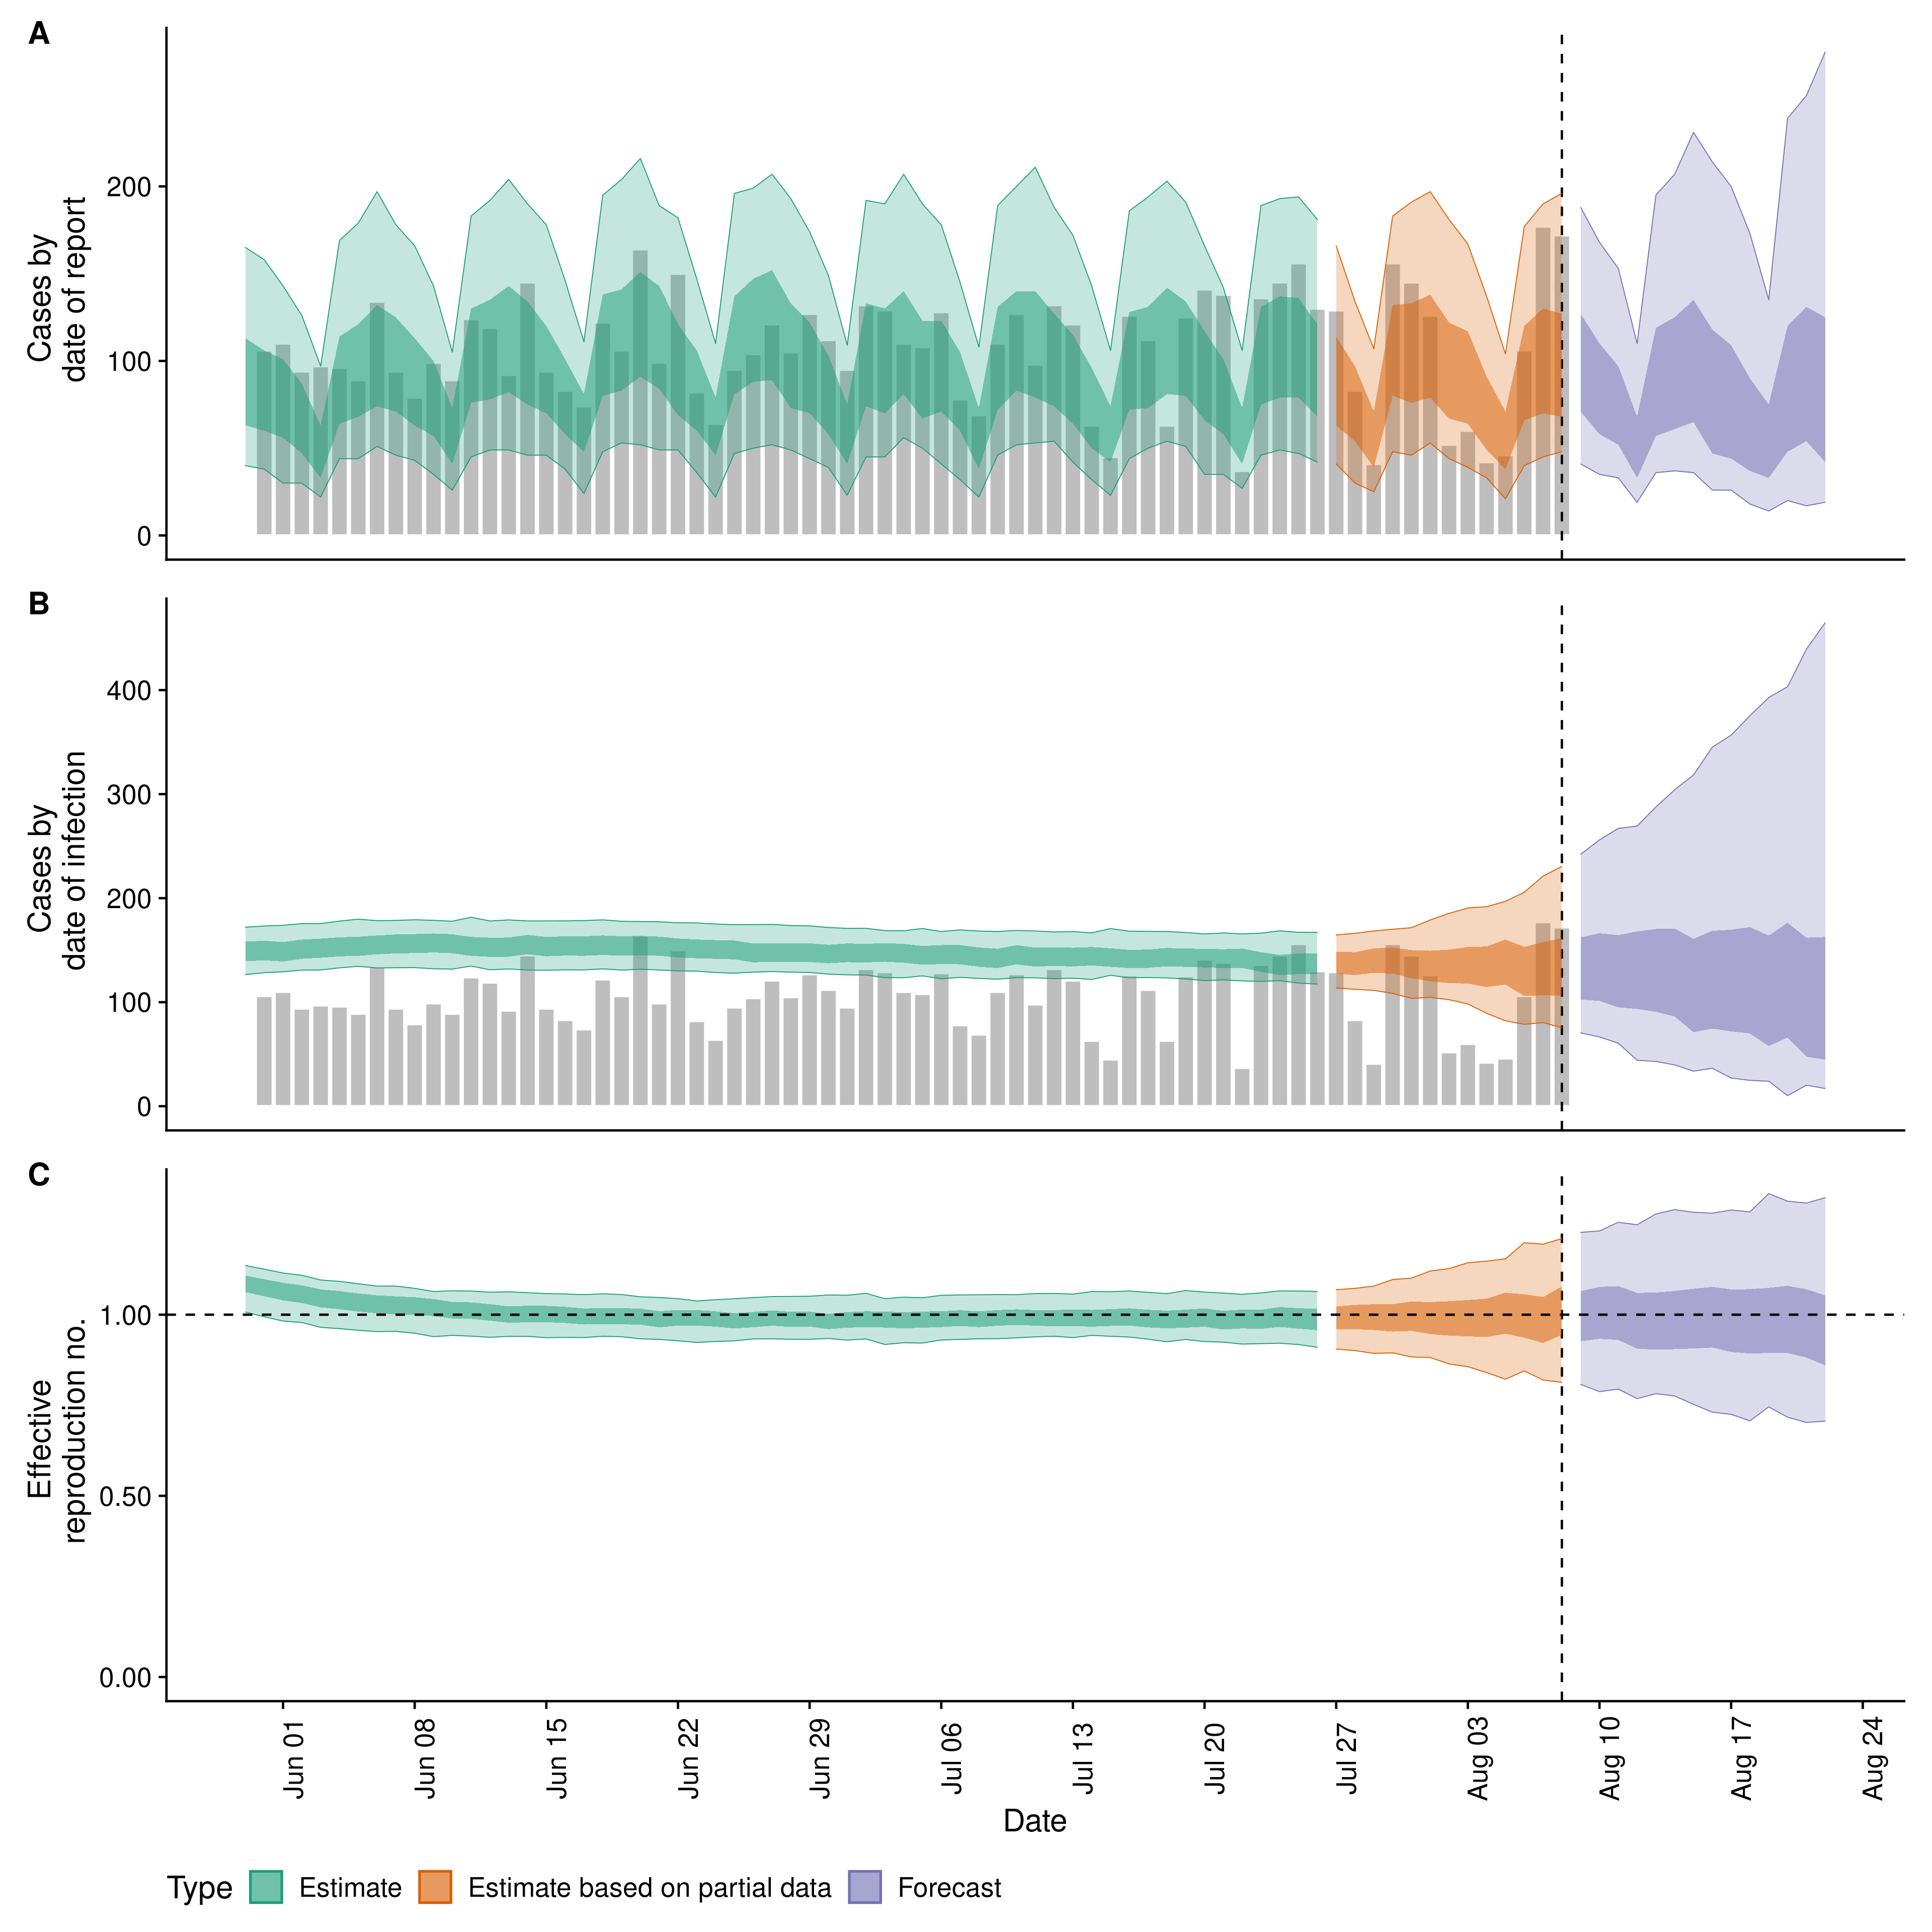 A
Cases by
date of report
200
100
0
B
Cases by
date of infection
400
300
200
100
0
C
Effective
reproduction no.
1.00
0.50
0.00
Jun 01
Jun 08
Jun 15
Jun 22
Jun 29
Jul 06
Jul 13
Jul 20
Jul 27
Aug 03
Aug 10
Aug 17
Aug 24
Date
Type Estimate Estimate based on partial data Forecast